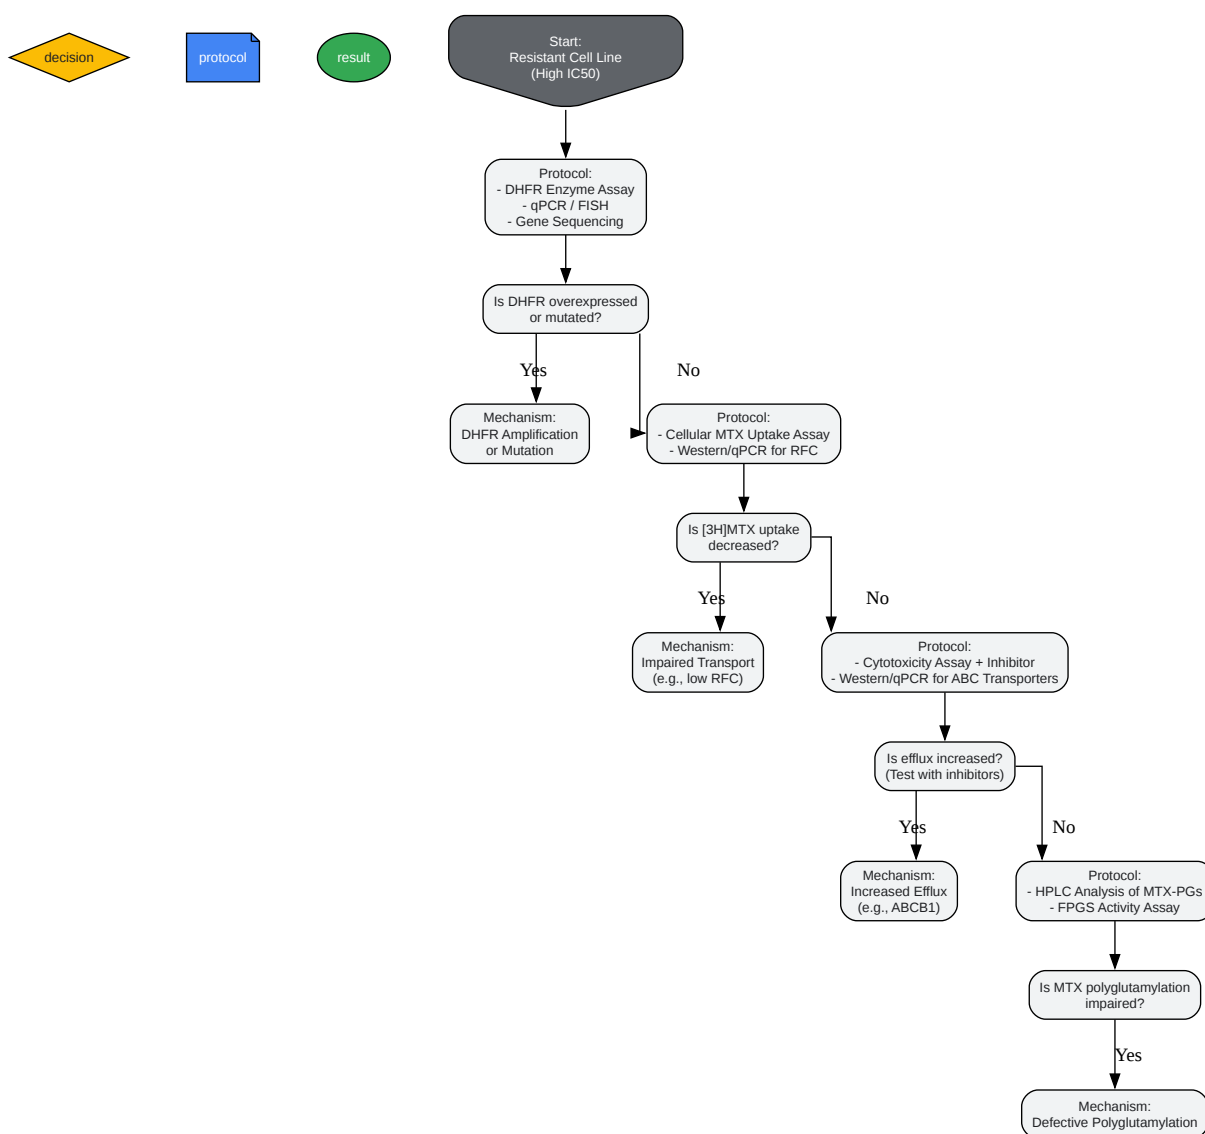 decision
protocol
result
Start:
Resistant Cell Line
(High IC50)
Protocol:
- DHFR Enzyme Assay
- qPCR / FISH
- Gene Sequencing
Is DHFR overexpressed
or mutated?
Yes
No
Mechanism:
DHFR Amplification
or Mutation
Protocol:
- Cellular MTX Uptake Assay
- Western/qPCR for RFC
Is [3H]MTX uptake
decreased?
Yes
No
Mechanism:
Impaired Transport
(e.g., low RFC)
Protocol:
- Cytotoxicity Assay + Inhibitor
- Western/qPCR for ABC Transporters
Is efflux increased?
(Test with inhibitors)
Yes
No
Mechanism:
Increased Efflux
(e.g., ABCB1)
Protocol:
- HPLC Analysis of MTX-PGs
- FPGS Activity Assay
Is MTX polyglutamylation
impaired?
Yes
Mechanism:
Defective Polyglutamylation